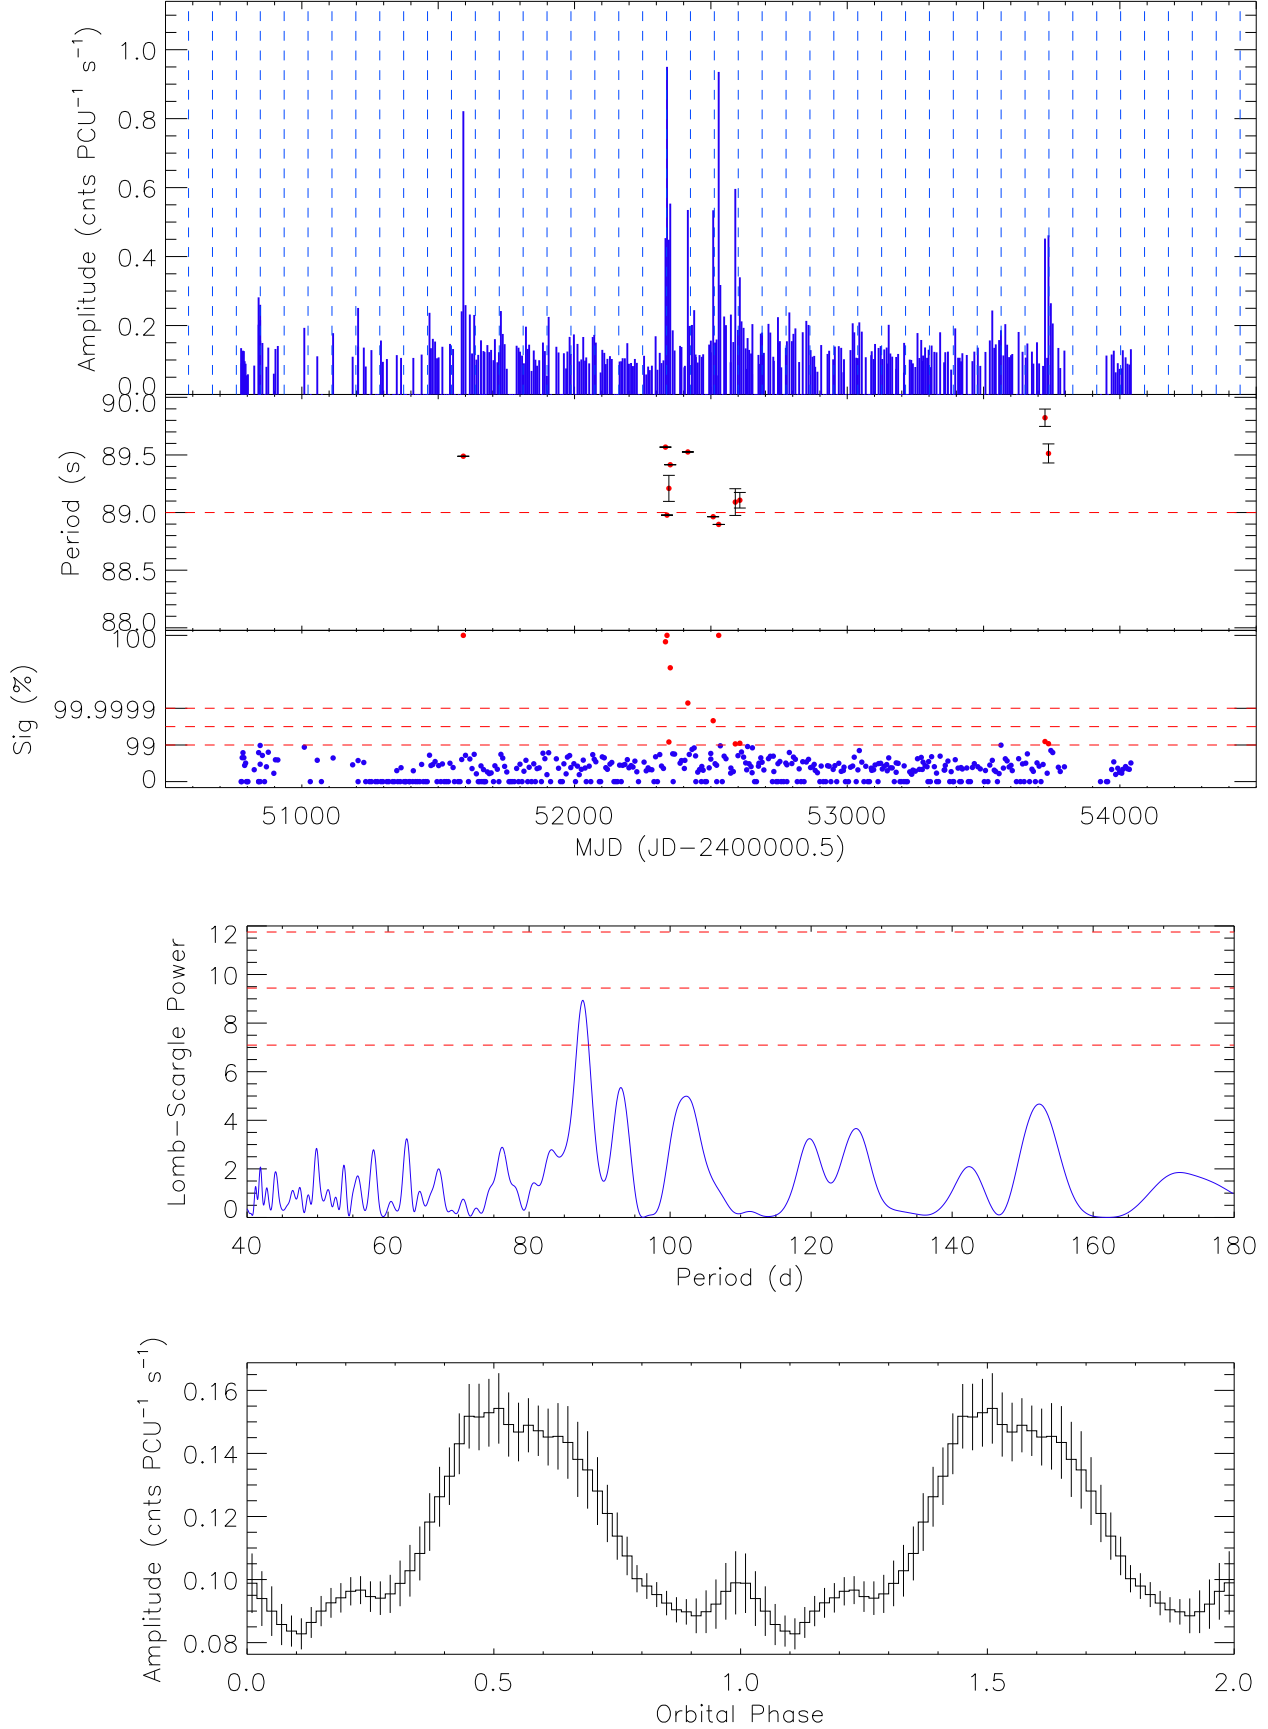 Amplitude (cnts PCU⁻¹ s⁻¹)
1.0
0.8
0.6
0.4
0.2
0.0
Period (s)
90.0
89.5
89.0
88.5
88.0
Sig (%)
100
99.9999
99
0
51000 52000 53000 54000
MJD (JD−2400000.5)
Lomb−Scargle Power
12
10
8
6
4
2
0
40 60 80 100 120 140 160 180
Period (d)
Amplitude (cnts PCU⁻¹ s⁻¹)
0.16
0.14
0.12
0.10
0.08
0.0 0.5 1.0 1.5 2.0
Orbital Phase